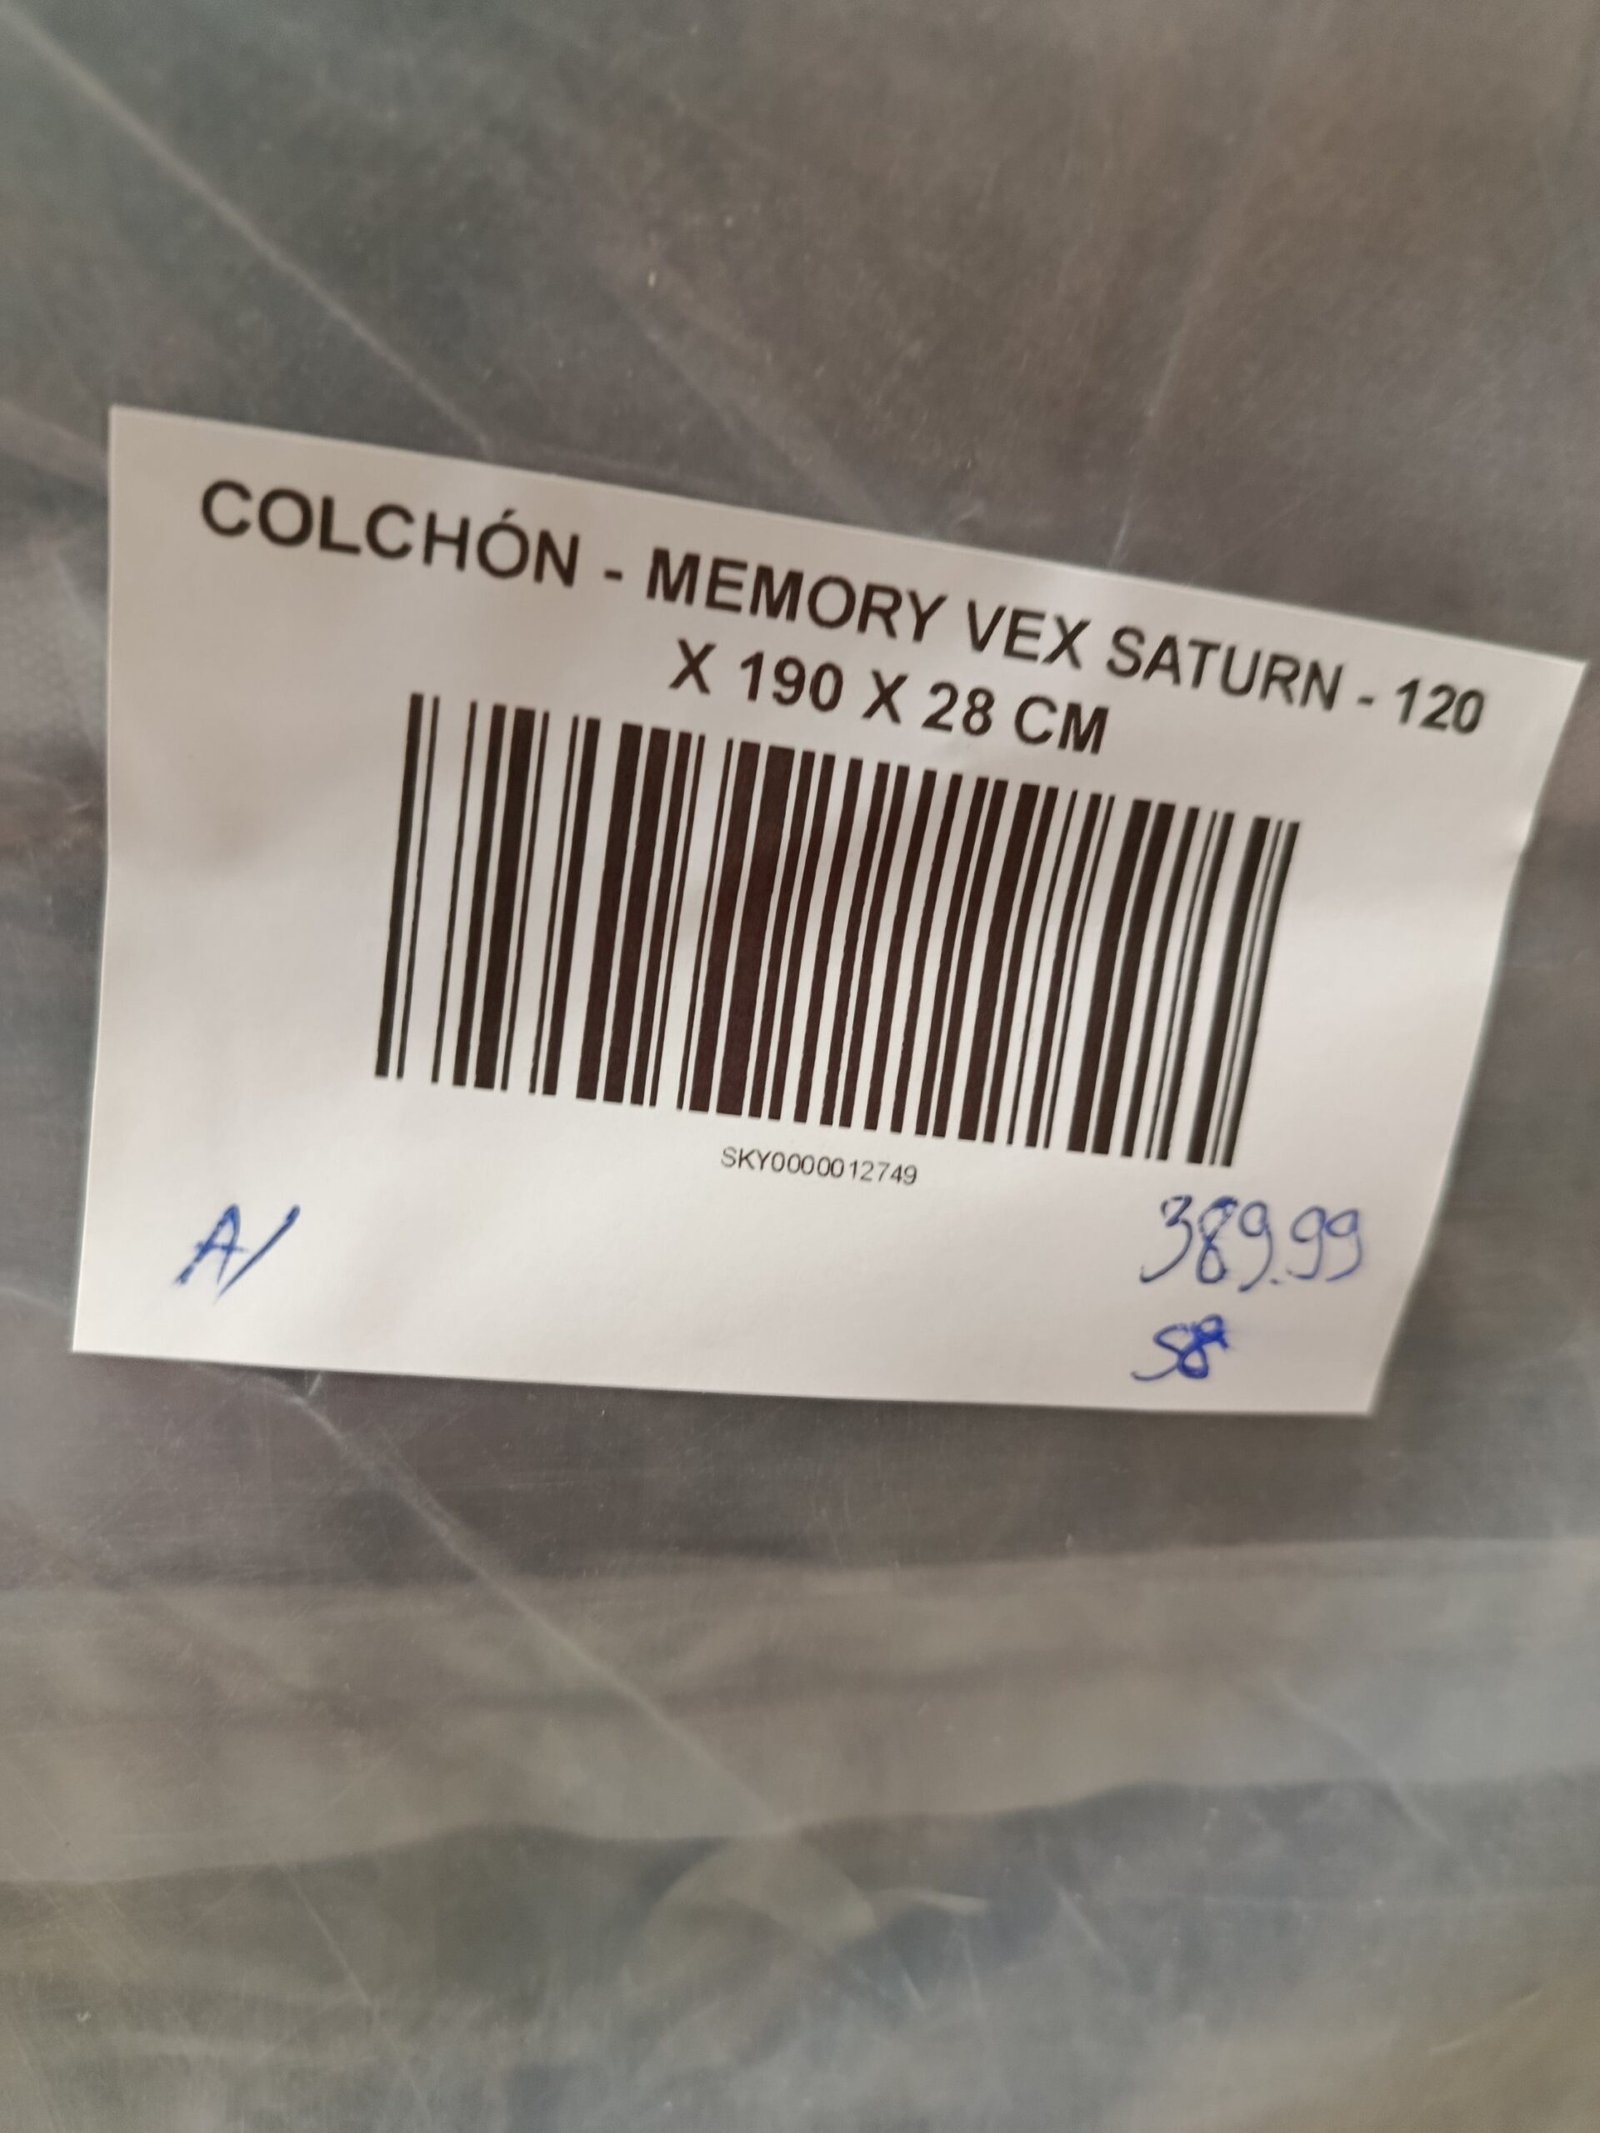 COLCHÓN - MEMORY VEX SATURN - 120
X 190 X 28 CM
SKY0000012749
A/
389.99
58